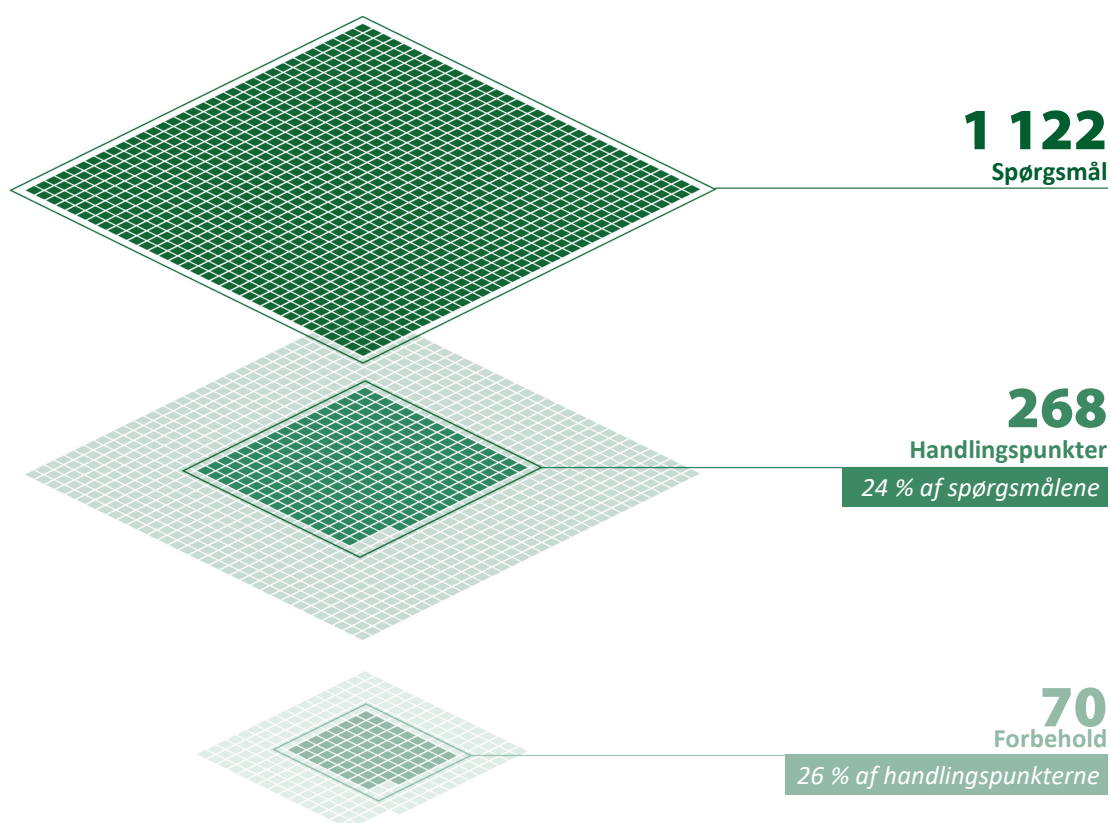 1 122
Spørgsmål
268
Handlingspunkter
24 % af spørgsmålene
70
Forbehold
26 % af handlingspunkterne